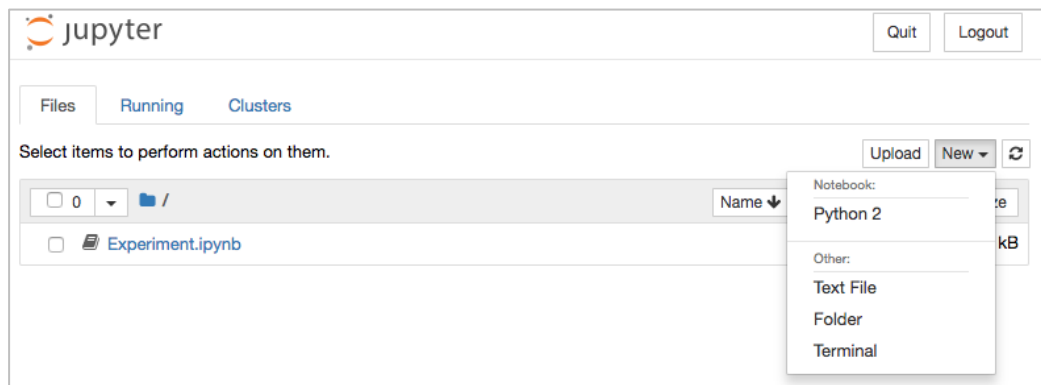 jupyter
Quit Logout
Files Running Clusters
Select items to perform actions on them.
Upload New
0 / Name
Notebook:
Python 2
Experiment.ipynb kB
Other:
Text File
Folder
Terminal